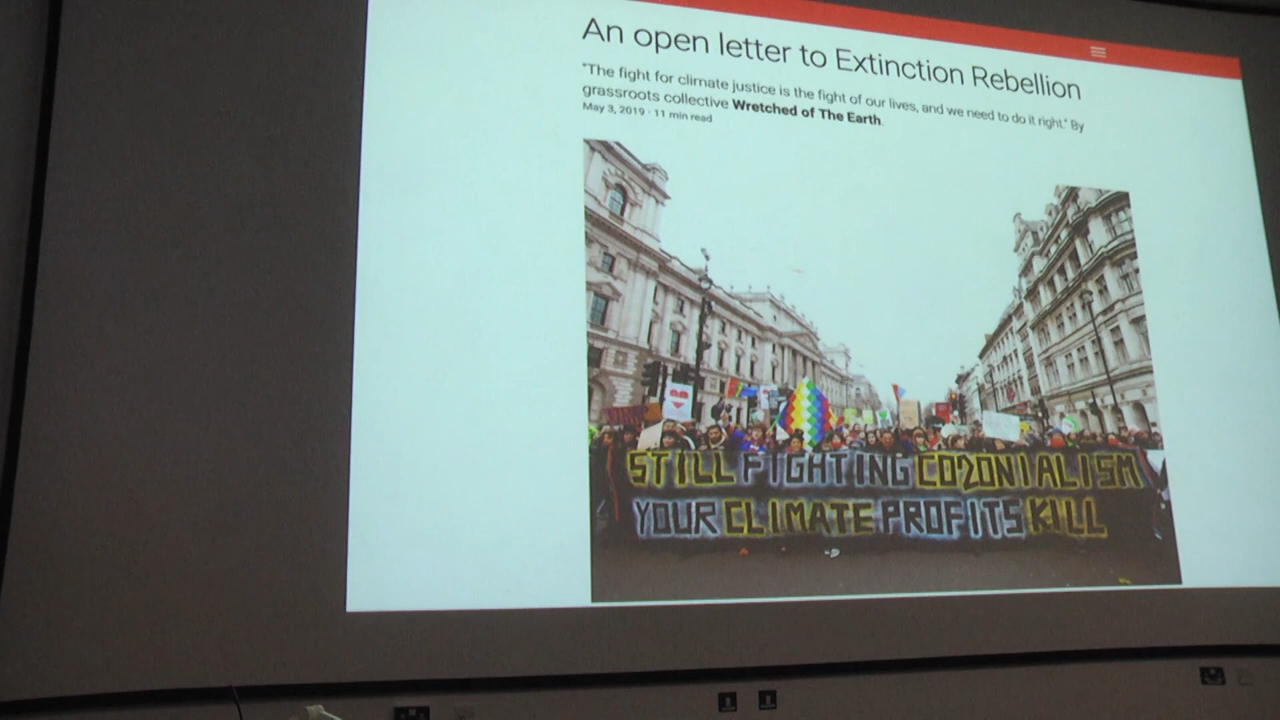 An open letter to Extinction Rebellion
"The fight for climate justice is the fight of our lives, and we need to do it right." By
grassroots collective Wretched of The Earth.
May 3, 2019 · 11 min read
STILL FIGHTING CO2ONIALISM
YOUR CLIMATE PROFITS KILL